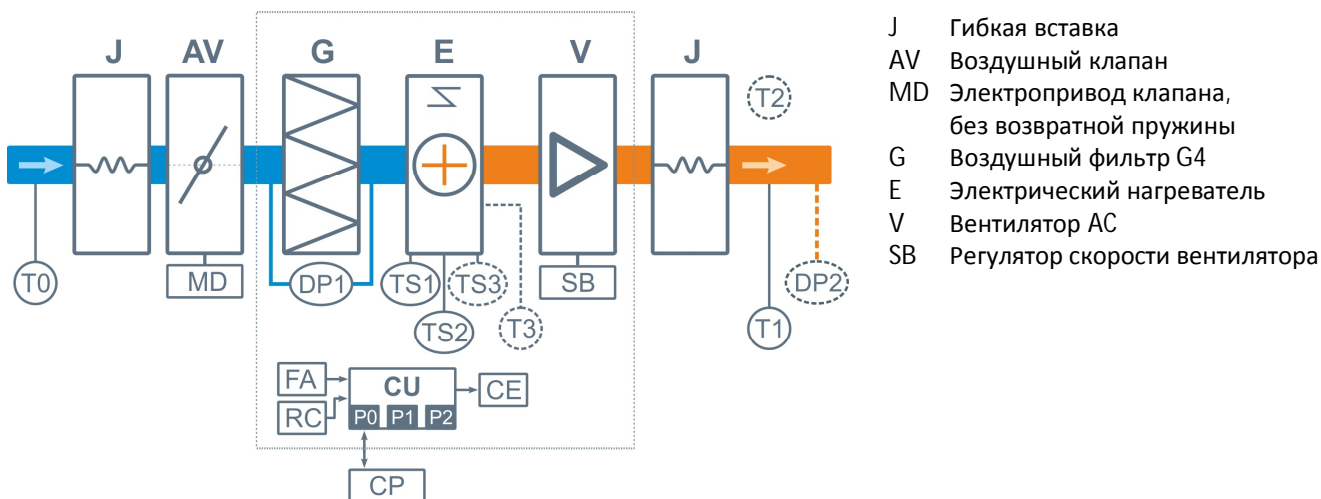 J AV G E V J
T2
T0 MD DP1 TS1 TS3 SB DP2
TS2 T3 T1
FA CU CE
RC P0 P1 P2
CP
J Гибкая вставка
AV Воздушный клапан
MD Электропривод клапана,
без возвратной пружины
G Воздушный фильтр G4
E Электрический нагреватель
V Вентилятор АС
SB Регулятор скорости вентилятора